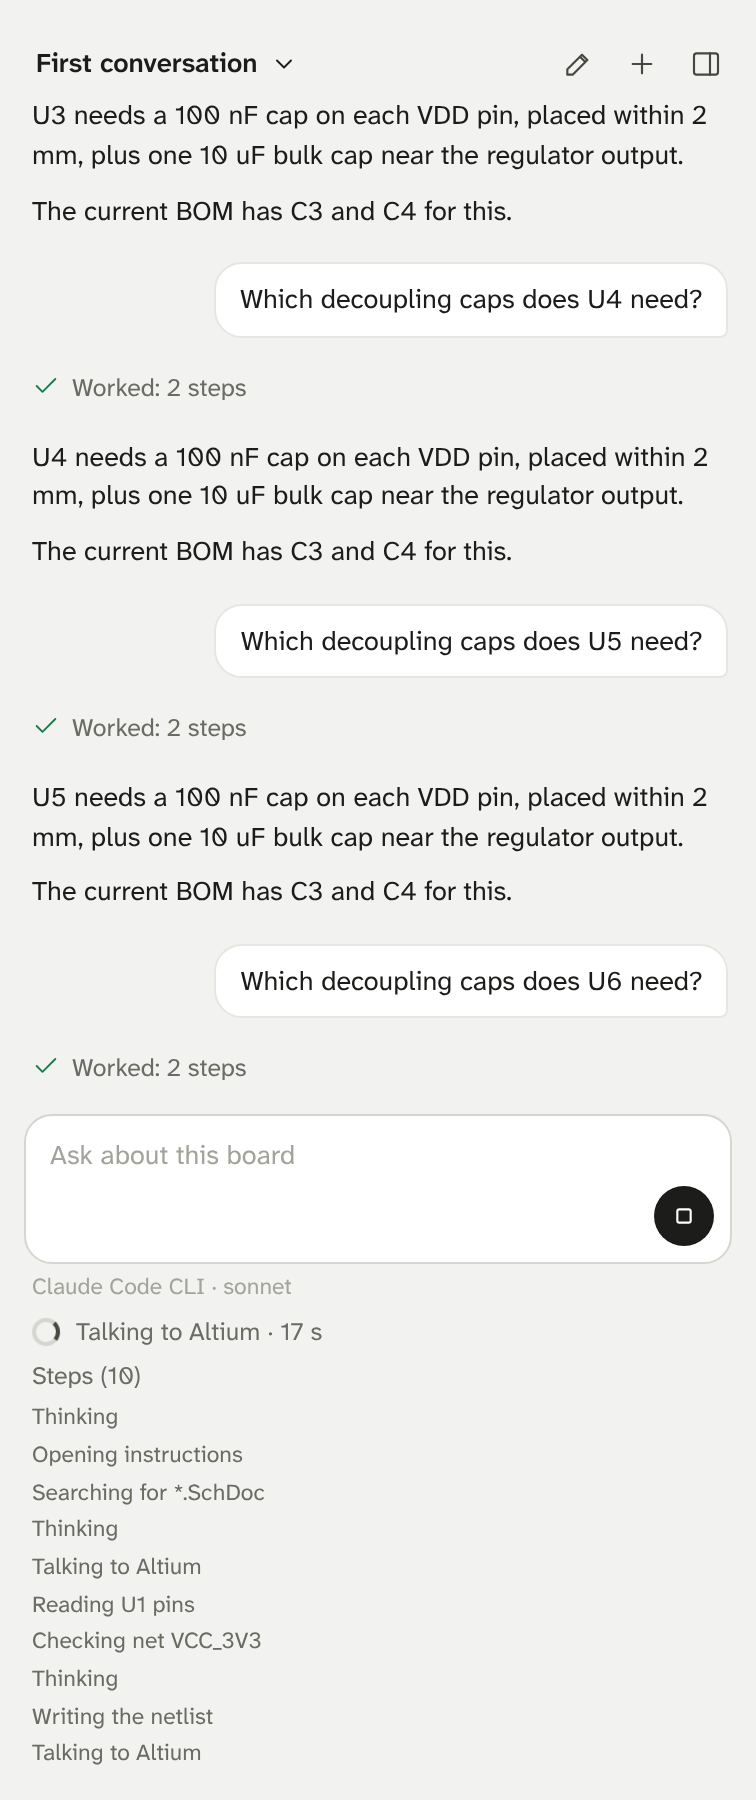 First conversation
U3 needs a 100 nF cap on each VDD pin, placed within 2
mm, plus one 10 uF bulk cap near the regulator output.
The current BOM has C3 and C4 for this.
Which decoupling caps does U4 need?
Worked: 2 steps
U4 needs a 100 nF cap on each VDD pin, placed within 2
mm, plus one 10 uF bulk cap near the regulator output.
The current BOM has C3 and C4 for this.
Which decoupling caps does U5 need?
Worked: 2 steps
U5 needs a 100 nF cap on each VDD pin, placed within 2
mm, plus one 10 uF bulk cap near the regulator output.
The current BOM has C3 and C4 for this.
Which decoupling caps does U6 need?
Worked: 2 steps
Ask about this board
Claude Code CLI · sonnet
Talking to Altium · 17 s
Steps (10)
Thinking
Opening instructions
Searching for *.SchDoc
Thinking
Talking to Altium
Reading U1 pins
Checking net VCC_3V3
Thinking
Writing the netlist
Talking to Altium